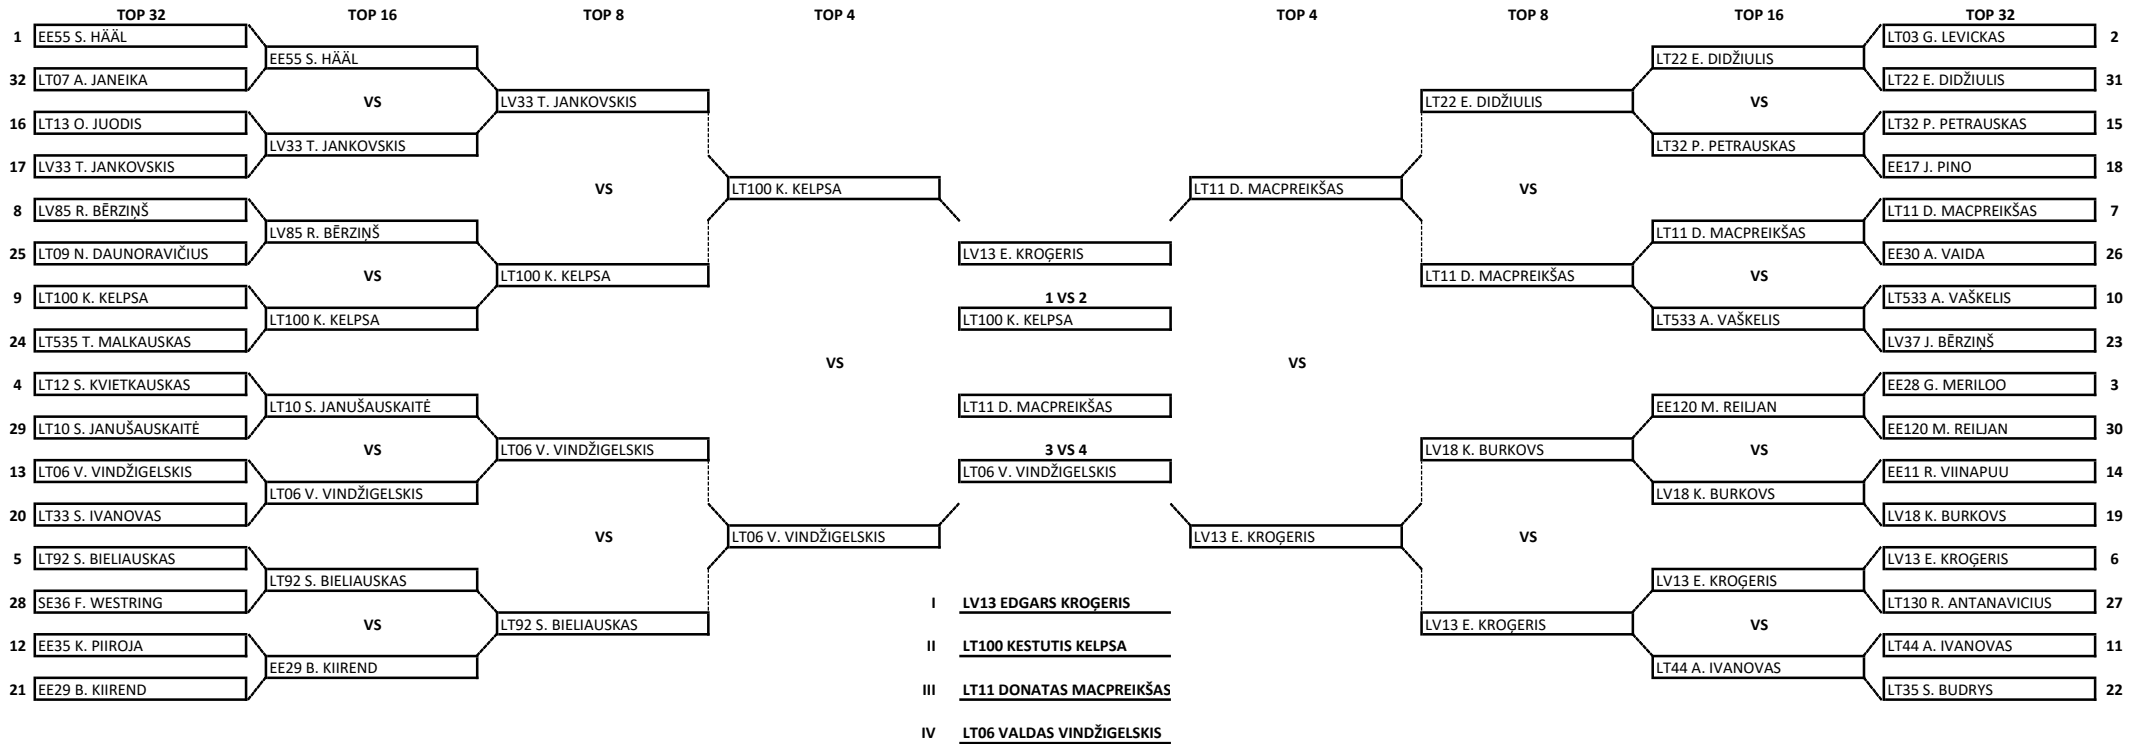 TOP 32 TOP 16 TOP 8 TOP 4 TOP 4 TOP 8 TOP 16 TOP 32
1 EE55 S. HÄÄL LT03 G. LEVICKAS 2
EE55 S. HÄÄL LT22 E. DIDŽIULIS
32 LT07 A. JANEIKA LT22 E. DIDŽIULIS 31
VS LV33 T. JANKOVSKIS LT22 E. DIDŽIULIS VS
16 LT13 O. JUODIS LT32 P. PETRAUSKAS 15
LV33 T. JANKOVSKIS LT32 P. PETRAUSKAS
17 LV33 T. JANKOVSKIS EE17 J. PINO 18
VS LT100 K. KELPSA LT11 D. MACPREIKŠAS VS
8 LV85 R. BĒRZIŅŠ LT11 D. MACPREIKŠAS 7
LV85 R. BĒRZIŅŠ LT11 D. MACPREIKŠAS
25 LT09 N. DAUNORAVIČIUS LV13 E. KROĢERIS EE30 A. VAIDA 26
VS LT100 K. KELPSA LT11 D. MACPREIKŠAS VS
9 LT100 K. KELPSA 1 VS 2 LT533 A. VAŠKELIS 10
LT100 K. KELPSA LT100 K. KELPSA LT533 A. VAŠKELIS
24 LT535 T. MALKAUSKAS LV37 J. BĒRZIŅŠ 23
VS VS
4 LT12 S. KVIETKAUSKAS EE28 G. MERILOO 3
LT10 S. JANUŠAUSKAITĖ LT11 D. MACPREIKŠAS EE120 M. REILJAN
29 LT10 S. JANUŠAUSKAITĖ EE120 M. REILJAN 30
VS LT06 V. VINDŽIGELSKIS 3 VS 4 LV18 K. BURKOVS VS
13 LT06 V. VINDŽIGELSKIS LT06 V. VINDŽIGELSKIS EE11 R. VIINAPUU 14
LT06 V. VINDŽIGELSKIS LV18 K. BURKOVS
20 LT33 S. IVANOVAS LV18 K. BURKOVS 19
VS LT06 V. VINDŽIGELSKIS LV13 E. KROĢERIS VS
5 LT92 S. BIELIAUSKAS LV13 E. KROĢERIS 6
LT92 S. BIELIAUSKAS LV13 E. KROĢERIS
28 SE36 F. WESTRING I LV13 EDGARS KROĢERIS LT130 R. ANTANAVICIUS 27
VS LT92 S. BIELIAUSKAS LV13 E. KROĢERIS VS
12 EE35 K. PIIROJA II LT100 KESTUTIS KELPSA LT44 A. IVANOVAS 11
EE29 B. KIIREND LT44 A. IVANOVAS
21 EE29 B. KIIREND III LT11 DONATAS MACPREIKŠAS LT35 S. BUDRYS 22
IV LT06 VALDAS VINDŽIGELSKIS